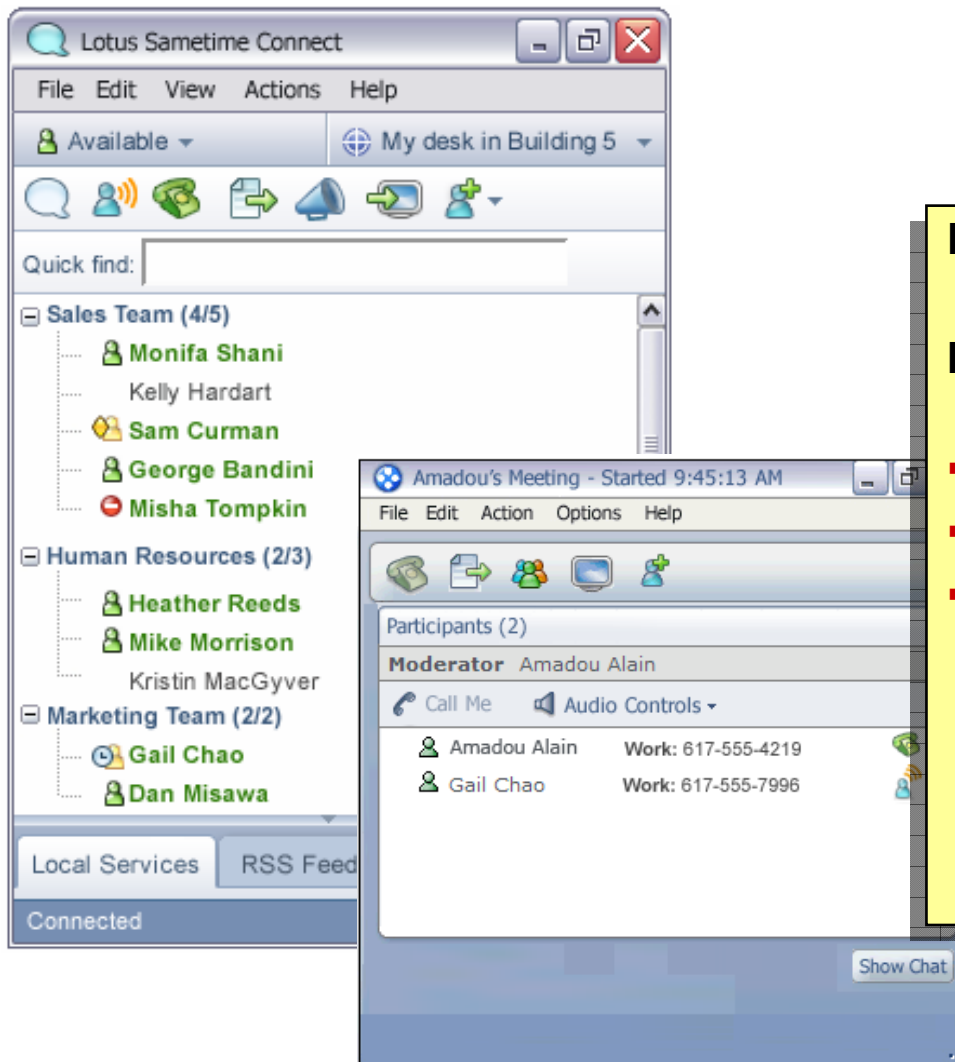 Lotus Sametime Connect
File Edit View Actions Help
Available My desk in Building 5
Quick find:
Sales Team (4/5)
Monifa Shani
Kelly Hardart
Sam Curman
George Bandini
Misha Tompkin
Human Resources (2/3)
Heather Reeds
Mike Morrison
Kristin MacGyver
Marketing Team (2/2)
Gail Chao
Dan Misawa
Local Services RSS Feed
Connected
Amadou's Meeting - Started 9:45:13 AM
File Edit Action Options Help
Participants (2)
Moderator Amadou Alain
Call Me Audio Controls
Amadou Alain Work: 617-555-4219
Gail Chao Work: 617-555-7996
Show Chat